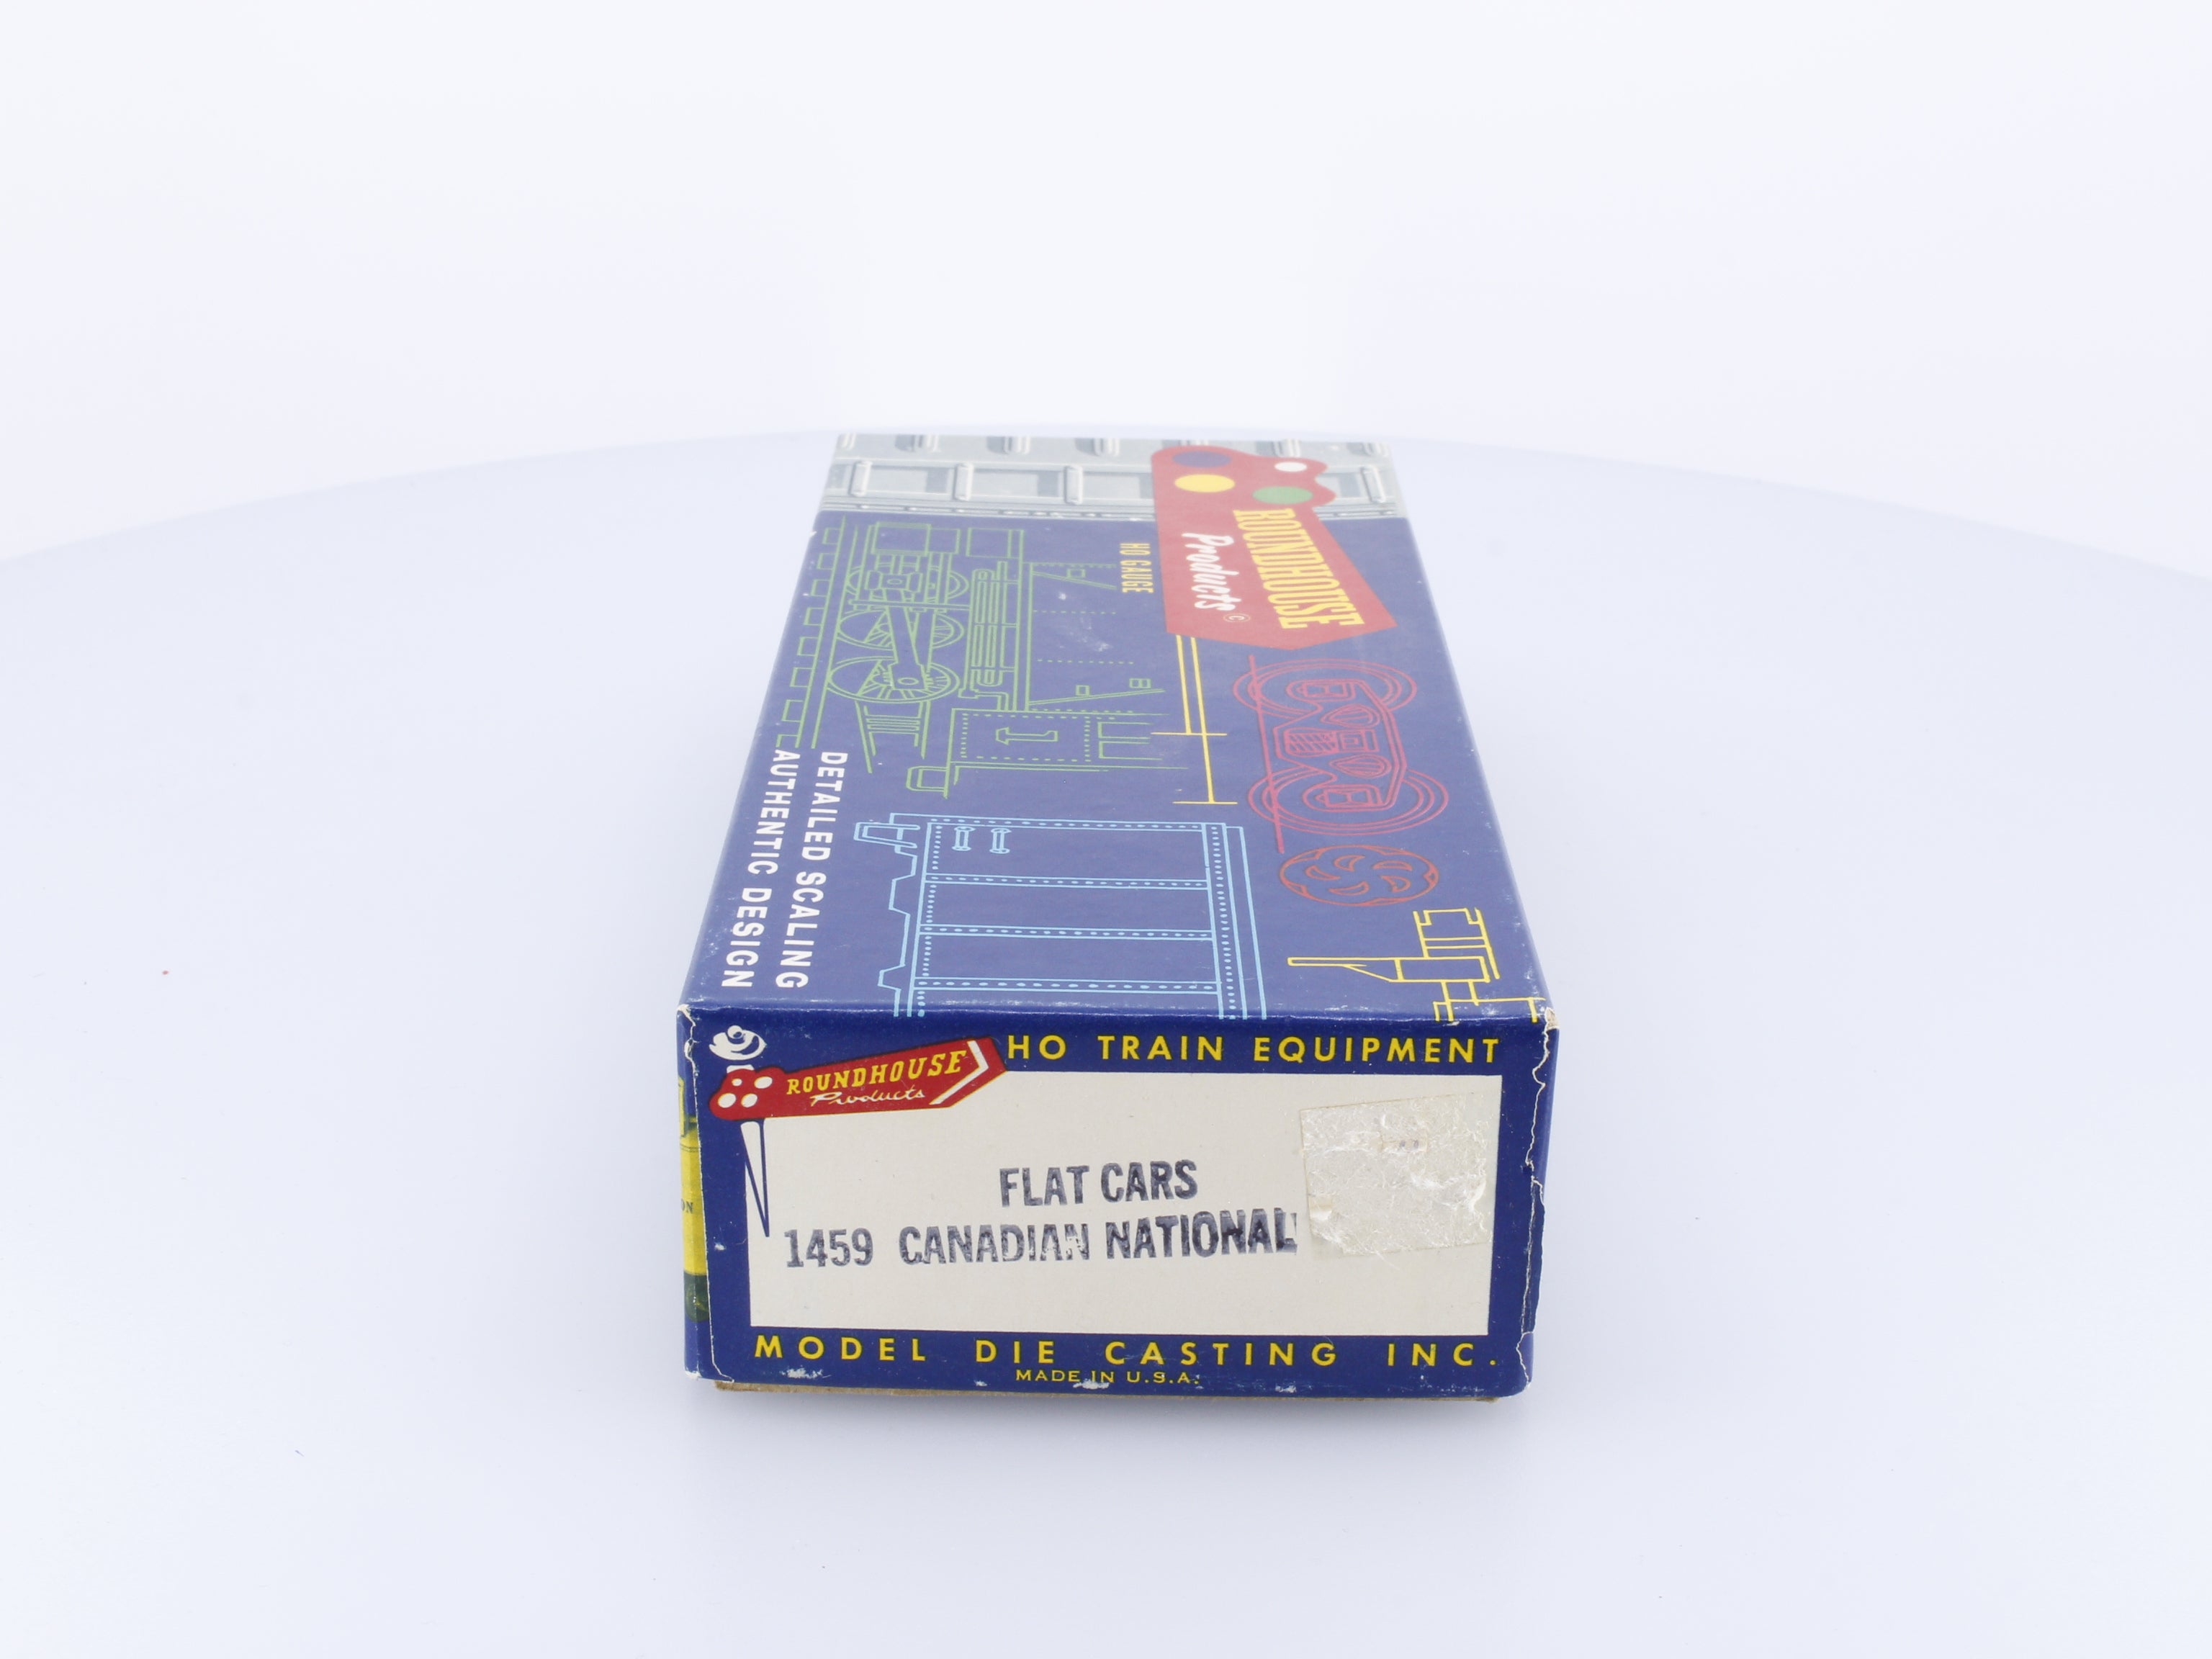 ROUNDHOUSE
Products ©
HO GAUGE
DETAILED SCALING
AUTHENTIC DESIGN
HO TRAIN EQUIPMENT
ROUNDHOUSE
Products
FLAT CARS
1459 CANADIAN NATIONAL
MODEL DIE CASTING INC.
MADE IN U.S.A.